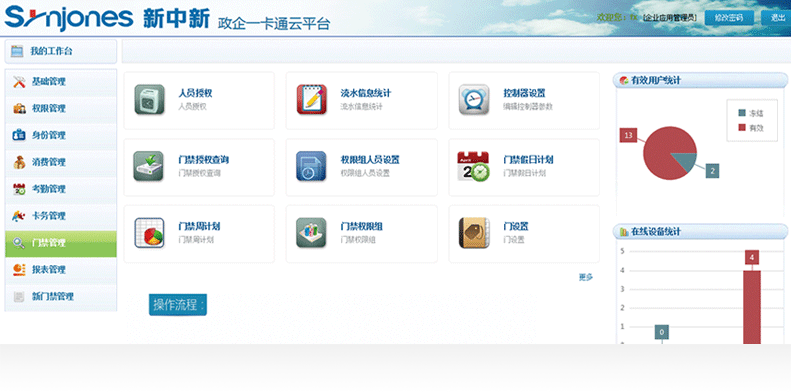 Synjones 新中新 政企一卡通云平台
欢迎您：fx [企业应用管理员] 修改密码 退出
我的工作台
基础管理
权限管理
身份管理
消费管理
考勤管理
卡务管理
门禁管理
报表管理
新门禁管理
人员授权
人员授权
流水信息统计
流水信息统计
控制器设置
编辑控制器参数
门禁授权查询
门禁授权查询
权限组人员设置
权限组人员设置
April
2
门禁假日计划
门禁假日计划
门禁周计划
门禁周计划
门禁权限组
门禁权限组
门设置
门设置
更多
操作流程：
有效用户统计
冻结
有效
13
2
在线设备统计
5
4
3
2
1
4
0